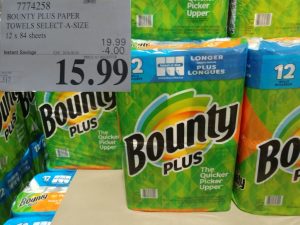 7774258
BOUNTY PLUS PAPER
TOWELS SELECT-A-SIZE
12 x 84 sheets
19.99
Instant Savings
-4.00
15.99
12
LONGER
PLUS
LONGUES
12
Bounty
PLUS
The
Quicker
Picker
Upper
Bounty
PLUS
The
Quicker
Picker
Upper
Bounty
PLUS
12
Bounty